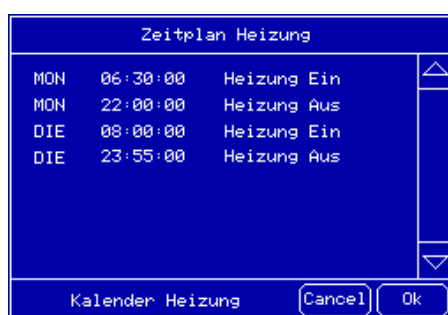 Zeitplan Heizung
MON 06:30:00 Heizung Ein
MON 22:00:00 Heizung Aus
DIE 08:00:00 Heizung Ein
DIE 23:55:00 Heizung Aus
Kalender Heizung Cancel Ok